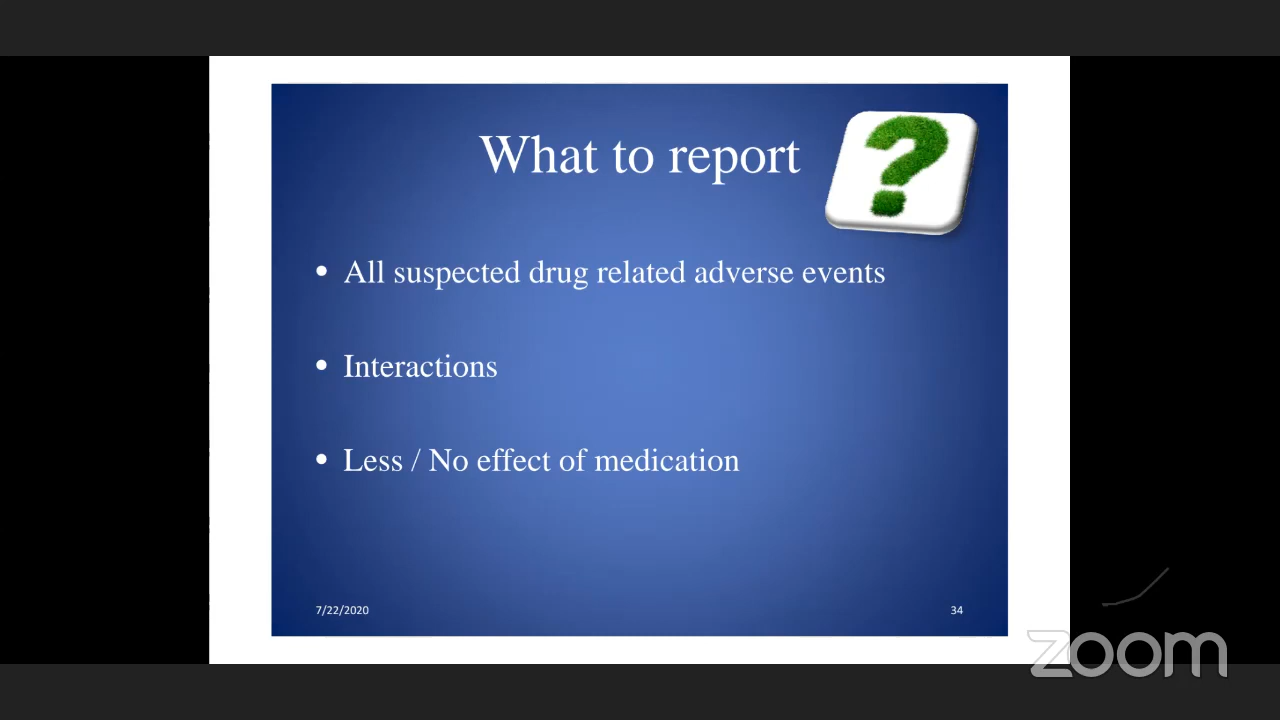 What to report
?
• All suspected drug related adverse events
• Interactions
• Less / No effect of medication
7/22/2020
34
zoom